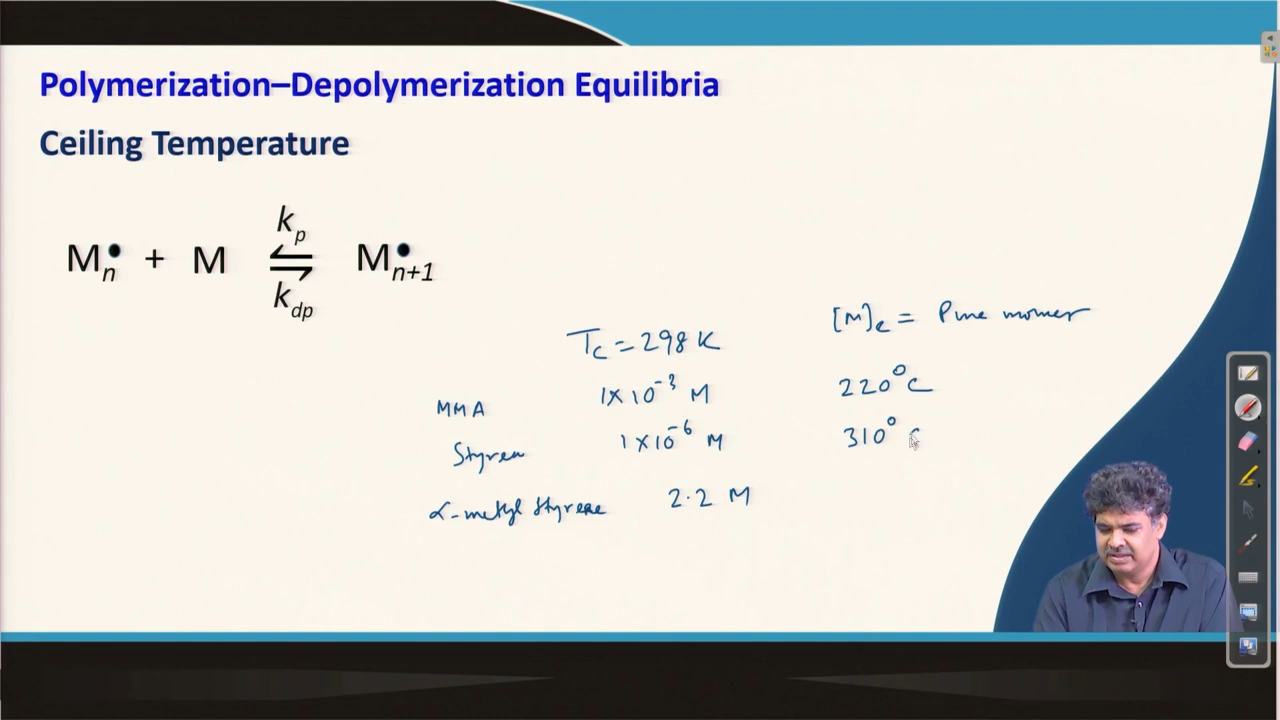 Polymerization–Depolymerization Equilibria
Ceiling Temperature
kp
Mn• + M ⇌ Mn+1•
kdp
[M]e = Pure monomer
Tc = 298 K
MMA 1×10⁻³ M 220°C
Styrene 1×10⁻⁶ M 310° C
α-methyl styrene 2.2 M